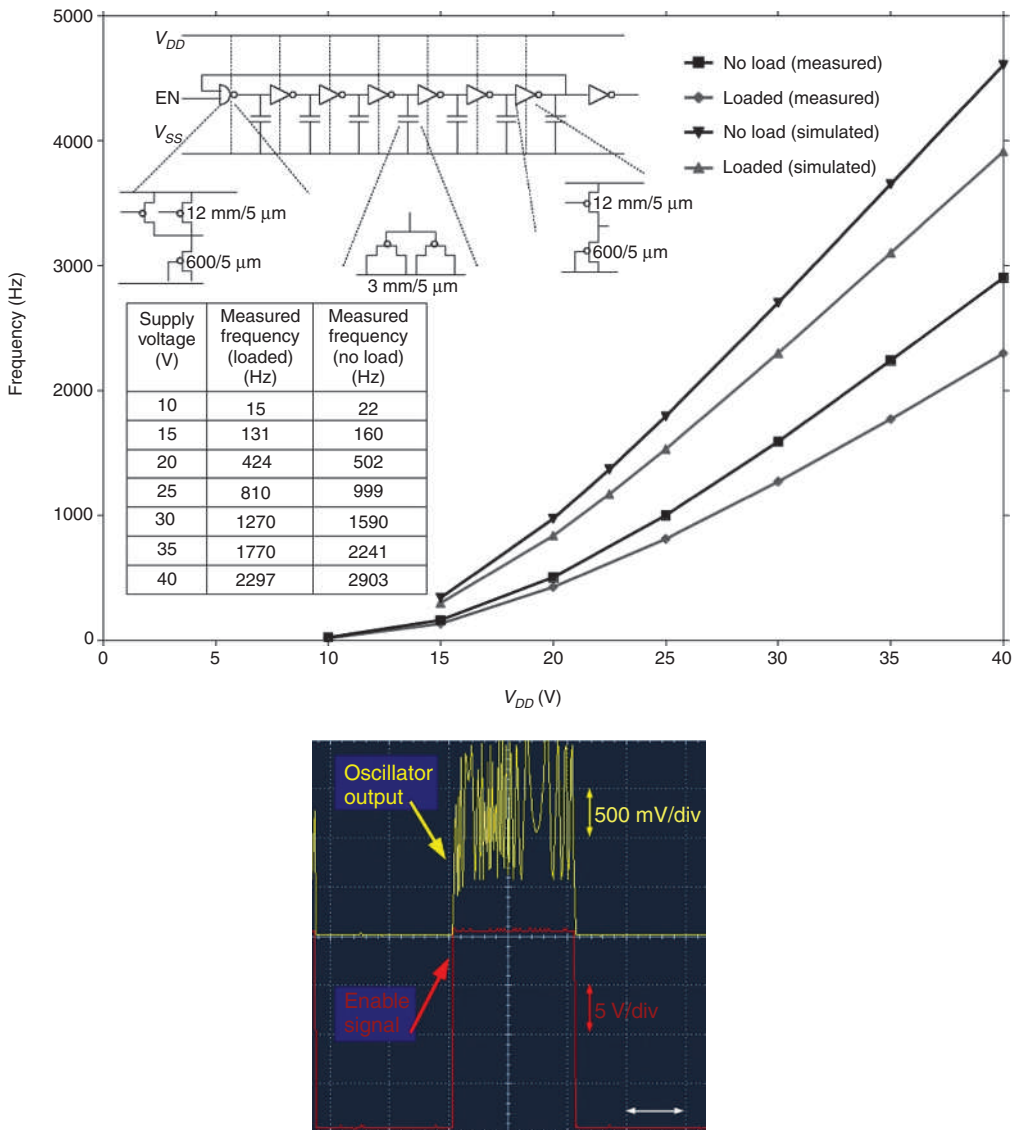 5000
4000
3000
2000
1000
0
Frequency (Hz)
V_DD
EN
V_SS
12 mm/5 μm
600/5 μm
3 mm/5 μm
12 mm/5 μm
600/5 μm
No load (measured)
Loaded (measured)
No load (simulated)
Loaded (simulated)
Supply voltage (V) Measured frequency (loaded) (Hz) Measured frequency (no load) (Hz)
10 15 22
15 131 160
20 424 502
25 810 999
30 1270 1590
35 1770 2241
40 2297 2903
0 5 10 15 20 25 30 35 40
V_DD (V)
Oscillator
output
500 mV/div
Enable
signal
5 V/div